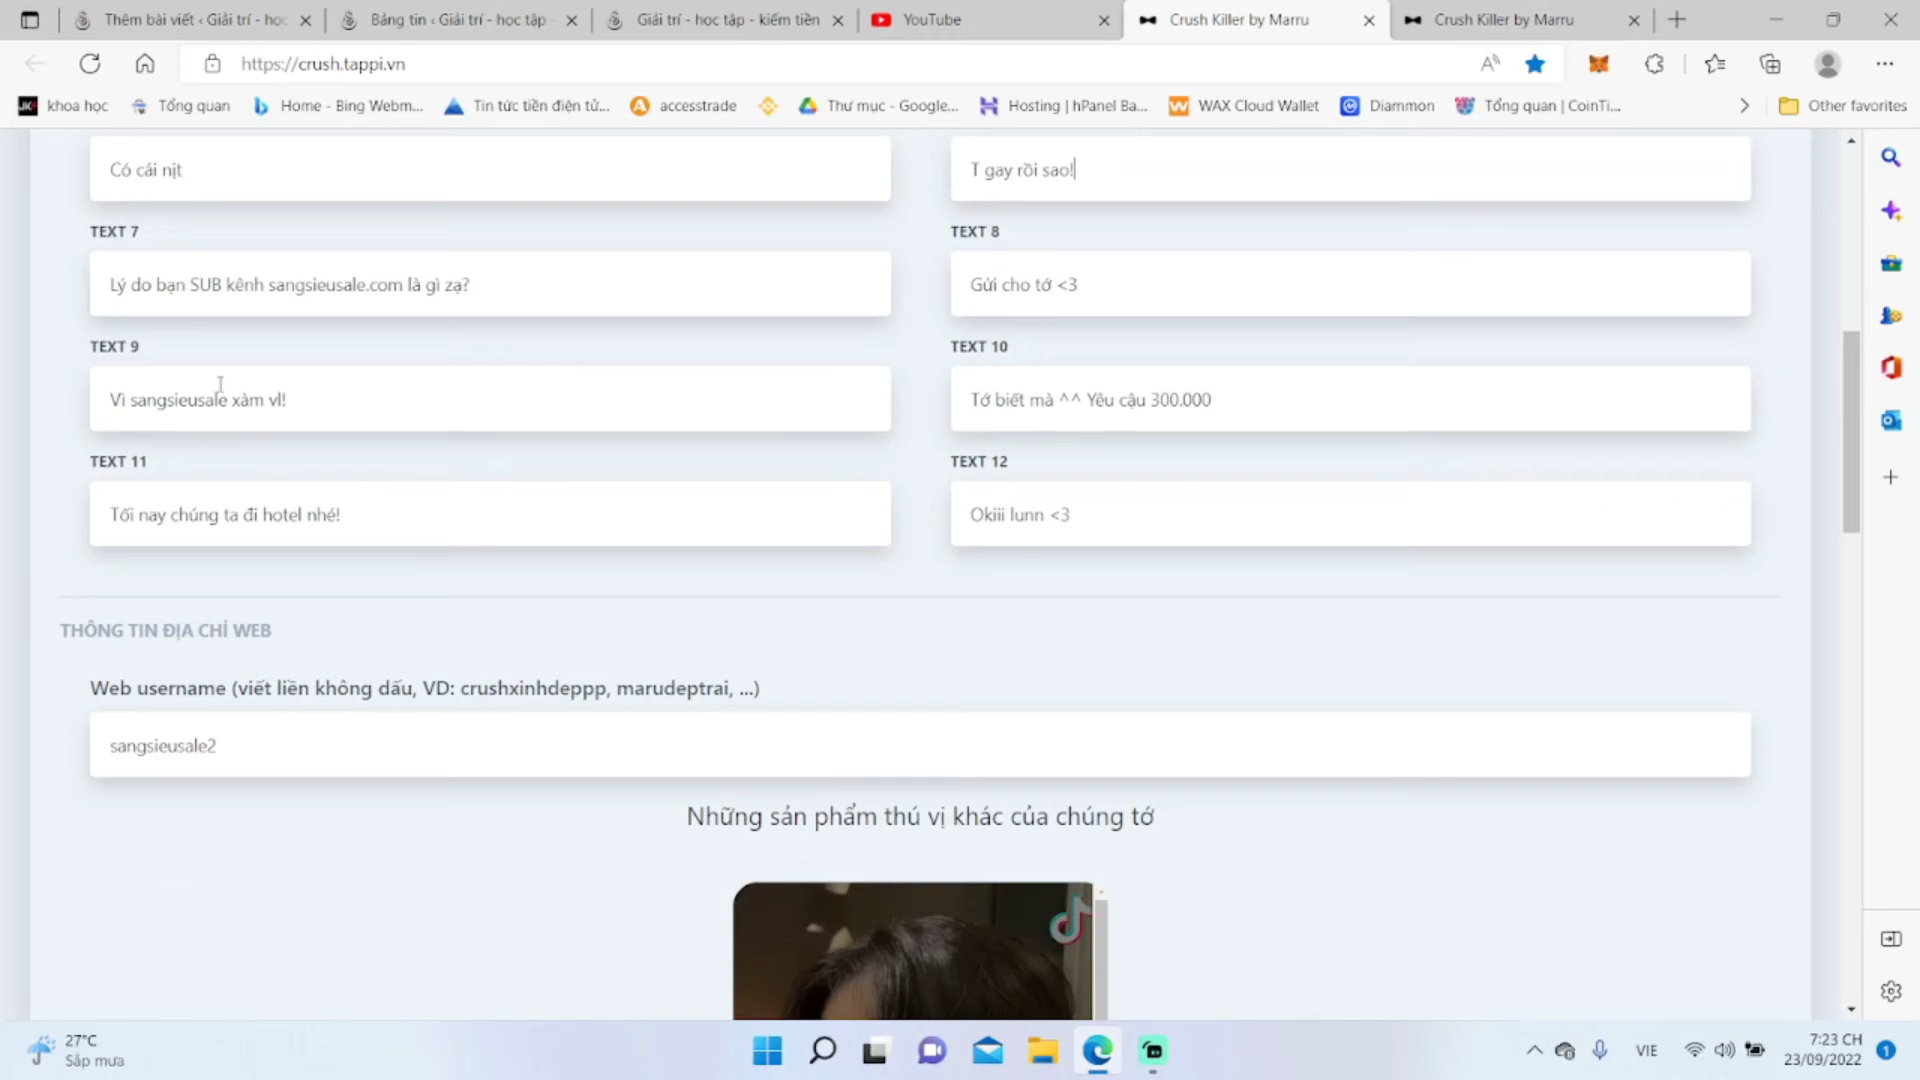 Thêm bài viết ‹ Giải trí - họ
Bảng tin ‹ Giải trí - học tập
Giải trí - học tập - kiếm tiền
YouTube
Crush Killer by Marru
Crush Killer by Marru
https://crush.tappi.vn
khoa học
Tổng quan
Home - Bing Webm...
Tin tức tiền điện tử...
accesstrade
Thư mục - Google...
Hosting | hPanel Ba...
WAX Cloud Wallet
Diammon
Tổng quan | CoinTi...
Other favorites
Có cái nịt
T gay rồi sao!
TEXT 7
TEXT 8
Lý do bạn SUB kênh sangsieusale.com là gì zạ?
Gửi cho tớ <3
TEXT 9
TEXT 10
Vì sangsieusale xàm vl!
Tớ biết mà ^^ Yêu cậu 300.000
TEXT 11
TEXT 12
Tối nay chúng ta đi hotel nhé!
Okiii lunn <3
THÔNG TIN ĐỊA CHỈ WEB
Web username (viết liền không dấu, VD: crushxinhdeppp, marudeptrai, ...)
sangsieusale2
Những sản phẩm thú vị khác của chúng tớ
27°C
Sắp mưa
VIE
7:23 CH
23/09/2022
1